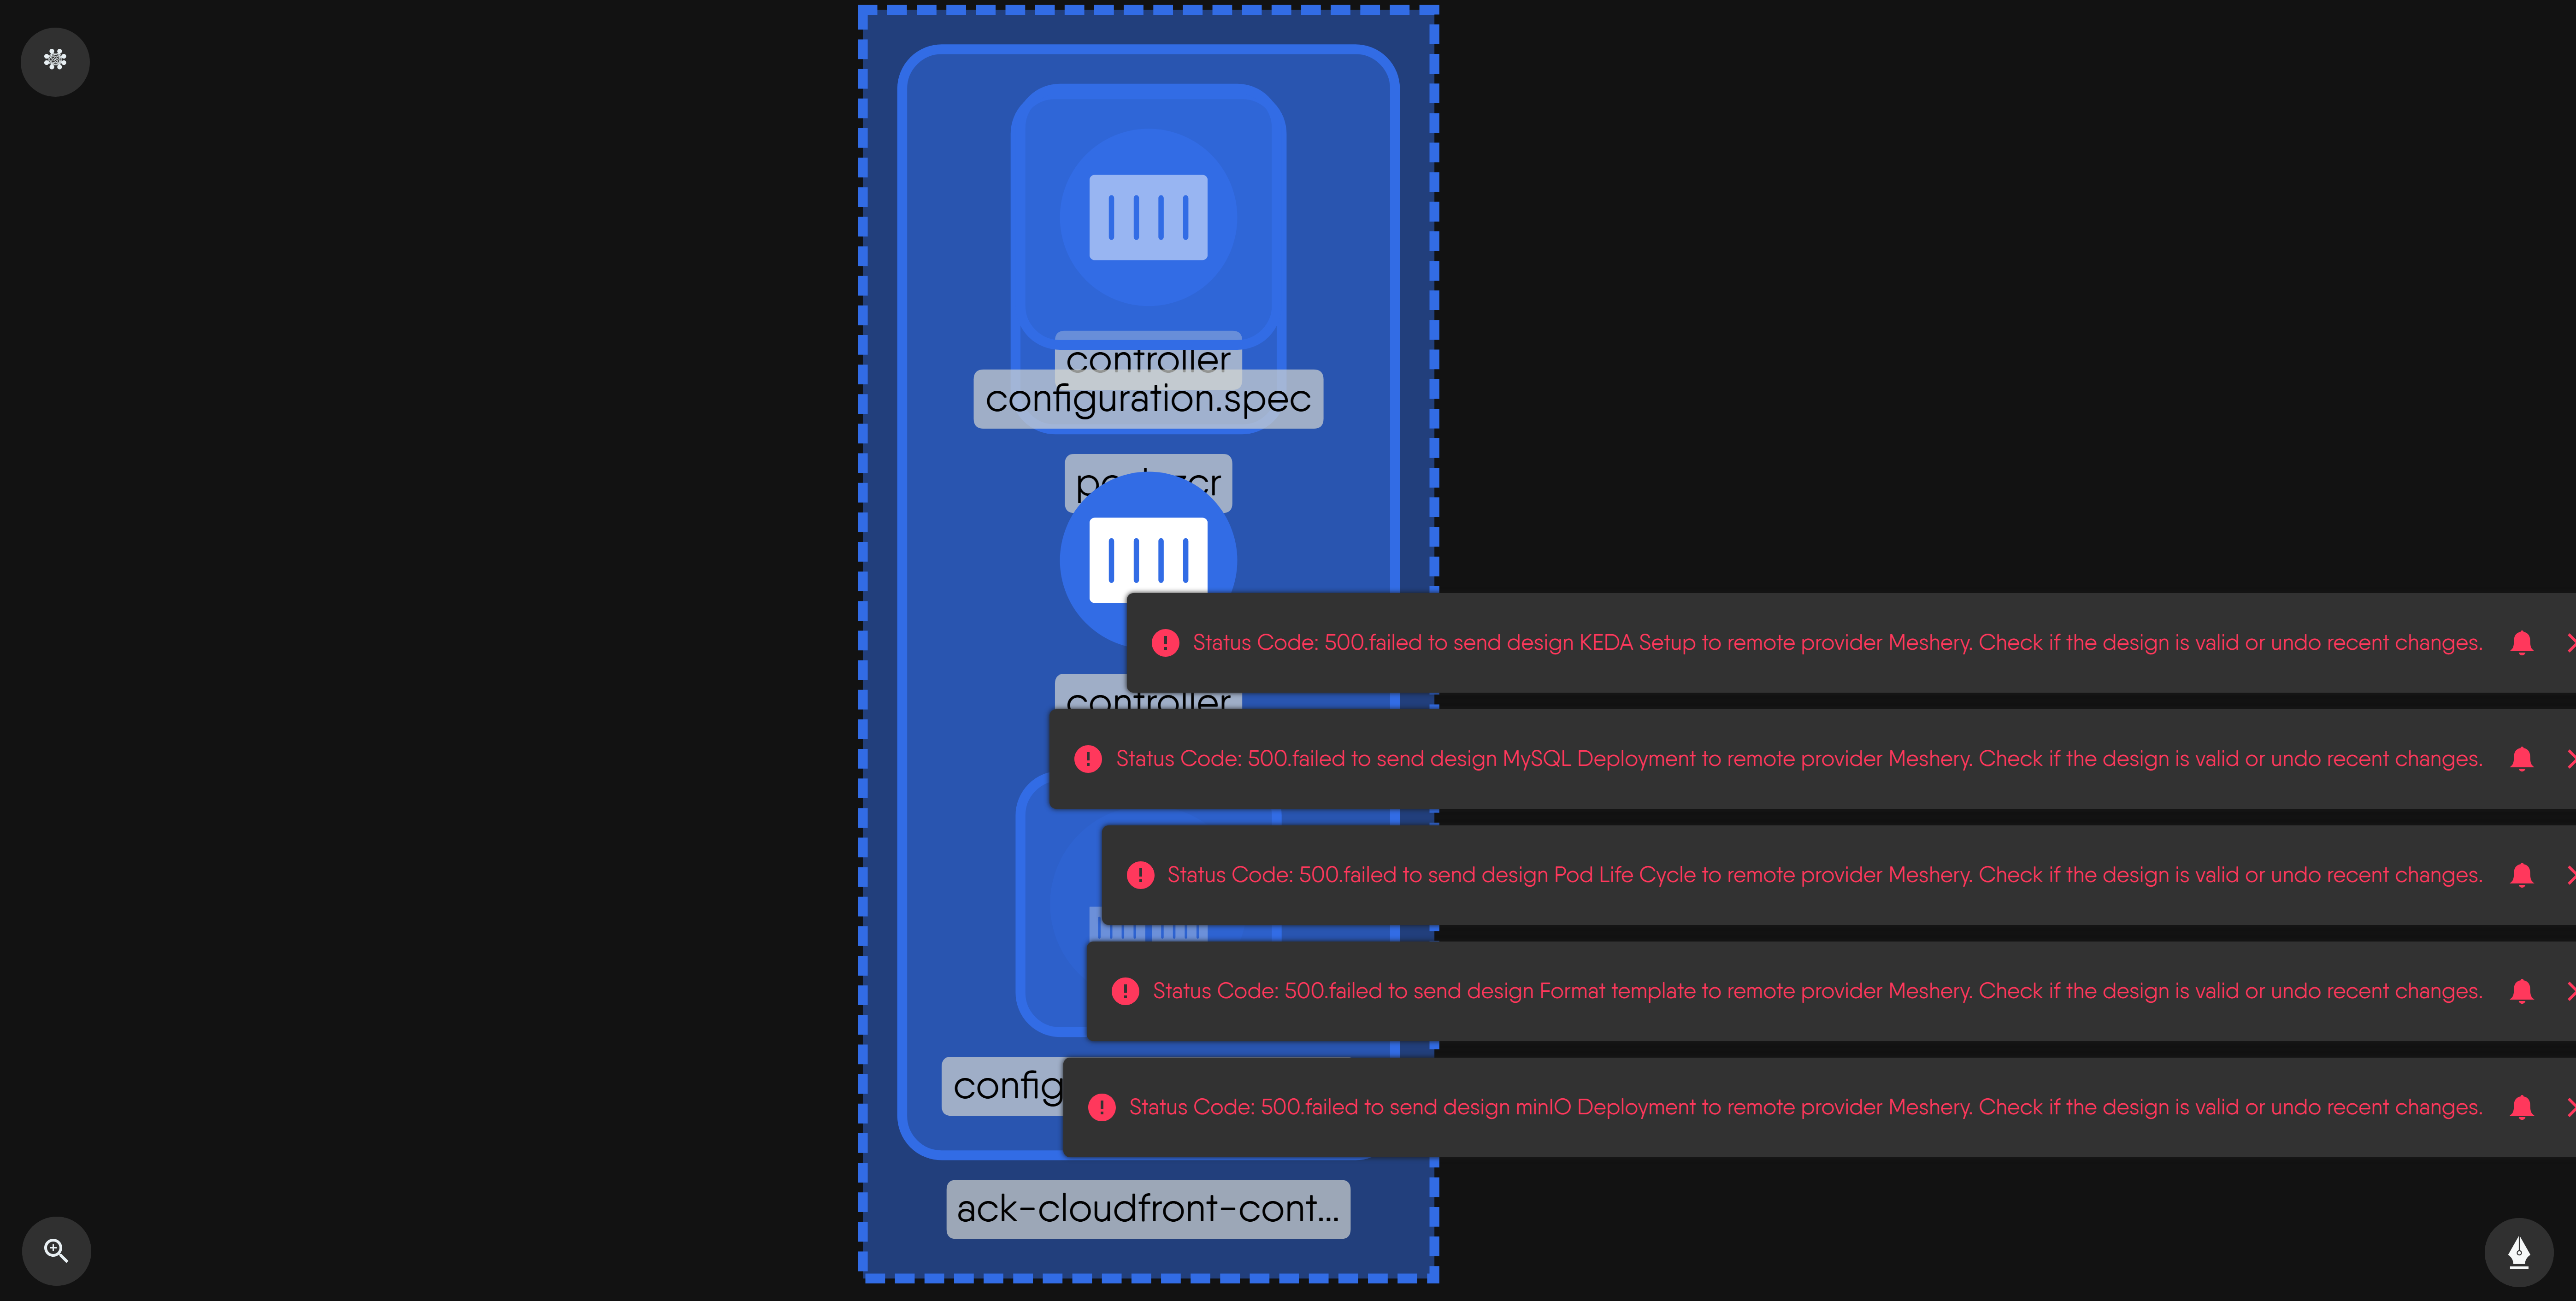 controller
configuration.spec
Status Code: 500.failed to send design KEDA Setup to remote provider Meshery. Check if the design is valid or undo recent changes.
controller
Status Code: 500.failed to send design MySQL Deployment to remote provider Meshery. Check if the design is valid or undo recent changes.
Status Code: 500.failed to send design Pod Life Cycle to remote provider Meshery. Check if the design is valid or undo recent changes.
Status Code: 500.failed to send design Format template to remote provider Meshery. Check if the design is valid or undo recent changes.
config
Status Code: 500.failed to send design minIO Deployment to remote provider Meshery. Check if the design is valid or undo recent changes.
ack-cloudfront-cont...